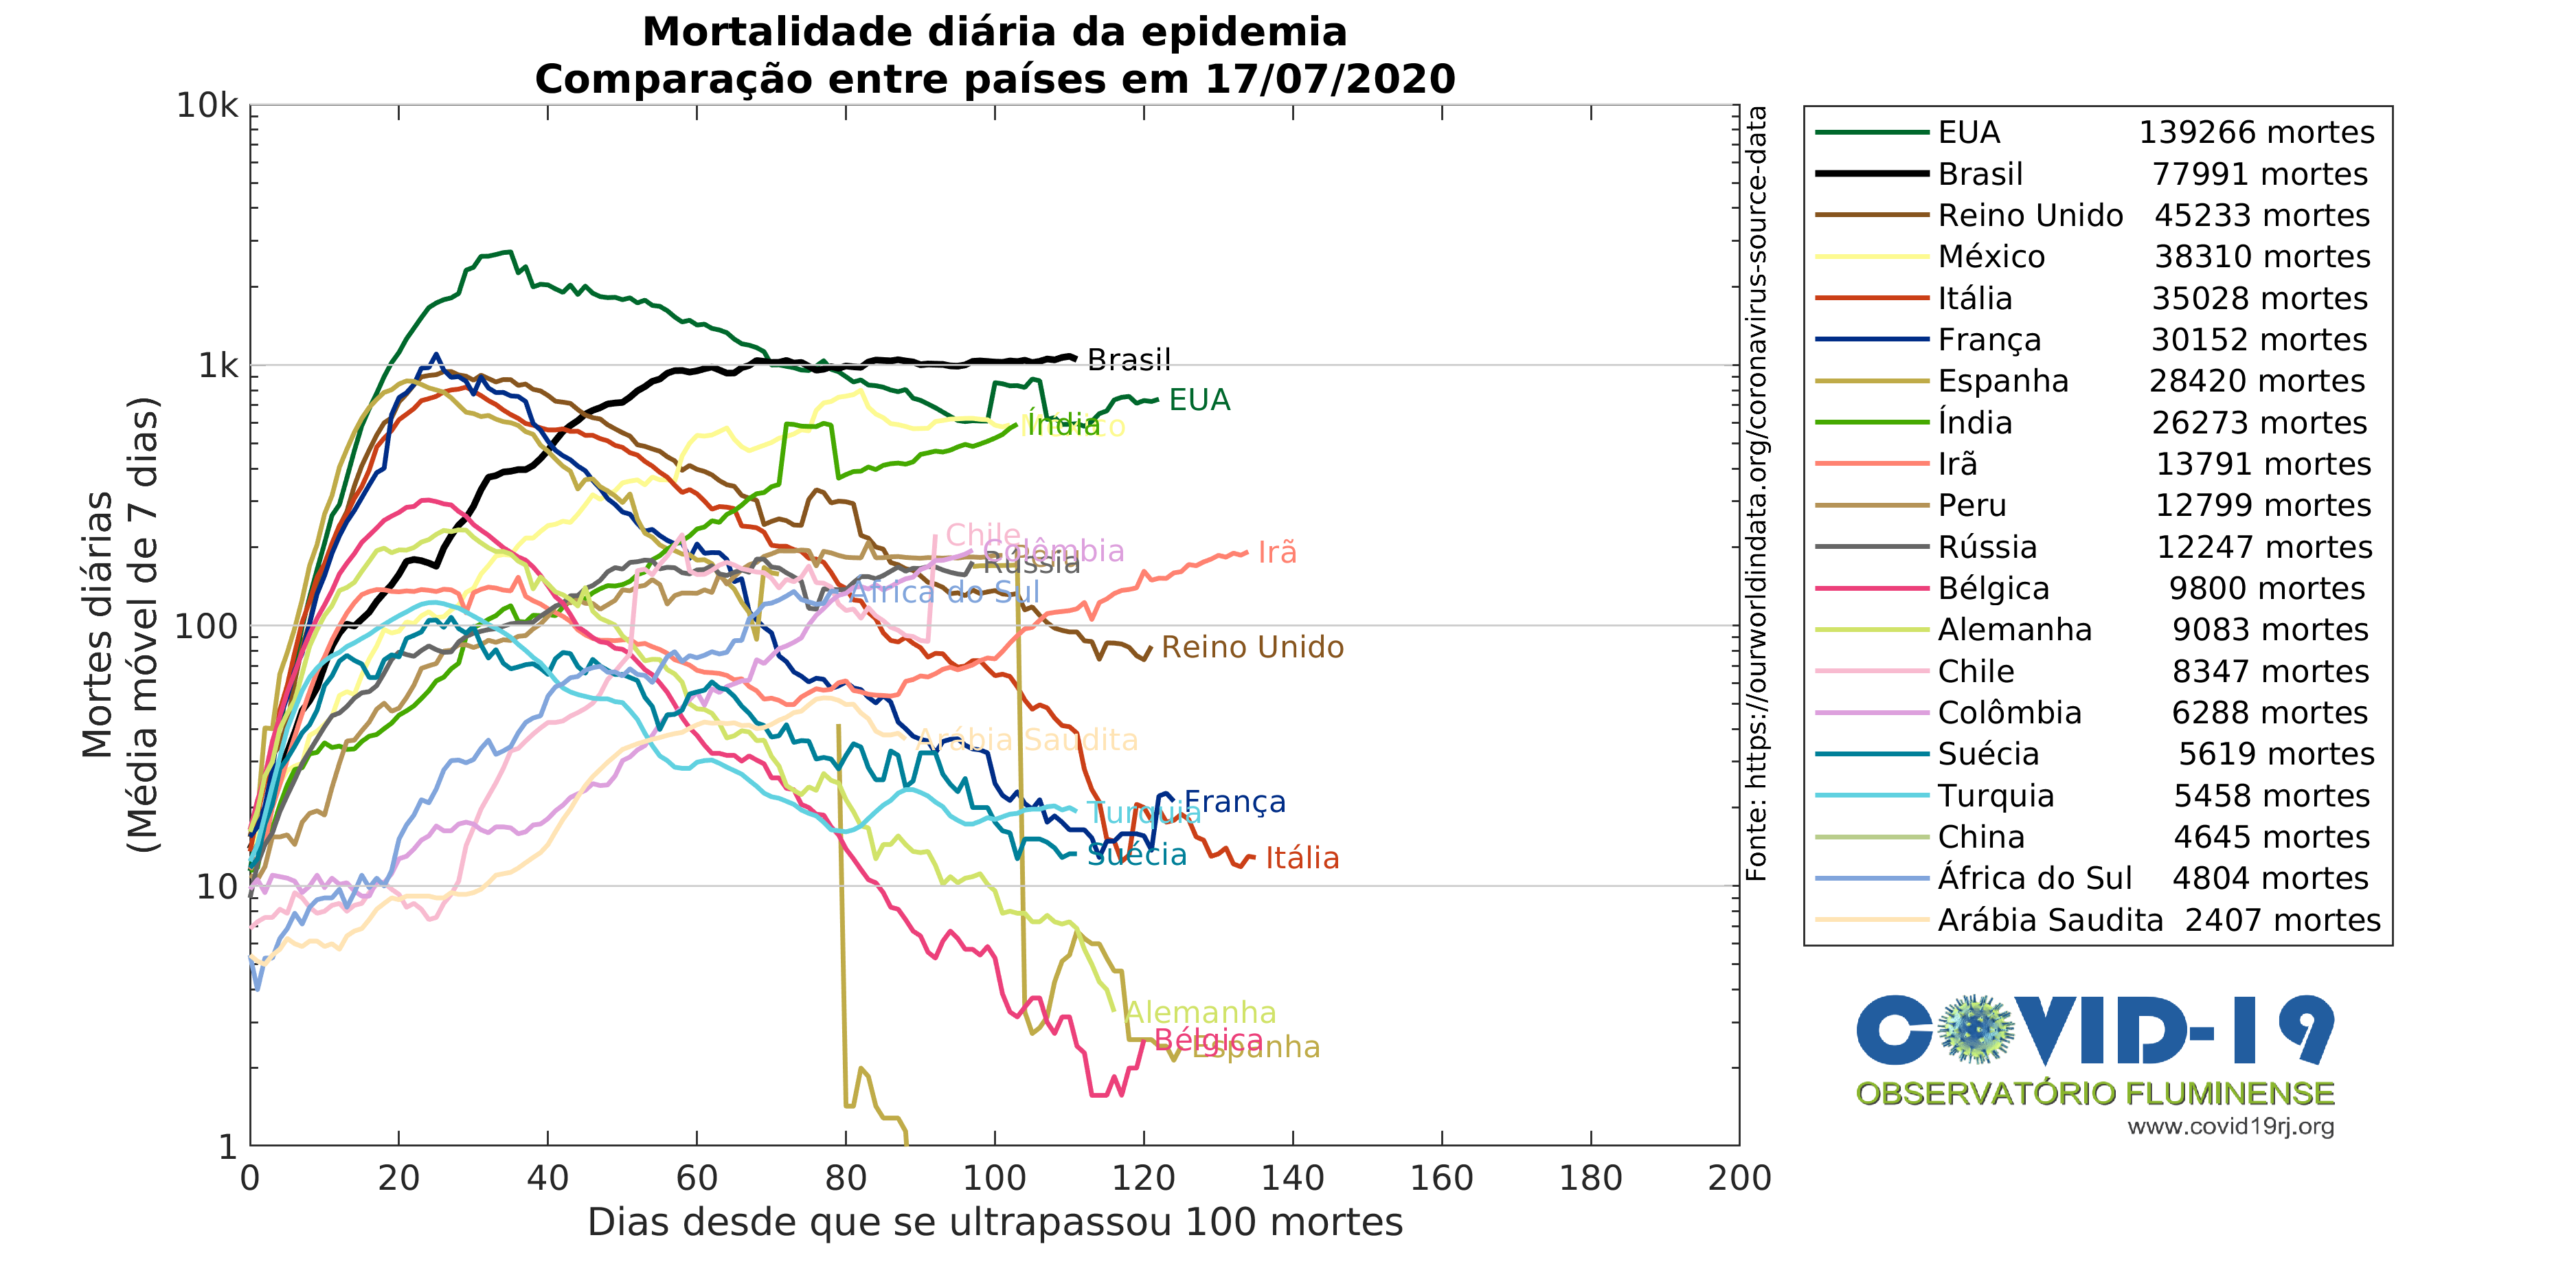 Mortalidade diária da epidemia
Comparação entre países em 17/07/2020
Mortes diárias
(Média móvel de 7 dias)
10k
1k
100
10
1
0 20 40 60 80 100 120 140 160 180 200
Dias desde que se ultrapassou 100 mortes
Fonte: https://ourworldindata.org/coronavirus-source-data
Brasil
EUA
Índia
Chile
Colômbia
Rússia
África do Sul
Irã
Reino Unido
Arábia Saudita
França
Turquia
Suécia
Itália
Alemanha
Bélgica
Espanha
EUA 139266 mortes
Brasil 77991 mortes
Reino Unido 45233 mortes
México 38310 mortes
Itália 35028 mortes
França 30152 mortes
Espanha 28420 mortes
Índia 26273 mortes
Irã 13791 mortes
Peru 12799 mortes
Rússia 12247 mortes
Bélgica 9800 mortes
Alemanha 9083 mortes
Chile 8347 mortes
Colômbia 6288 mortes
Suécia 5619 mortes
Turquia 5458 mortes
China 4645 mortes
África do Sul 4804 mortes
Arábia Saudita 2407 mortes
COVID-19
OBSERVATÓRIO FLUMINENSE
www.covid19rj.org